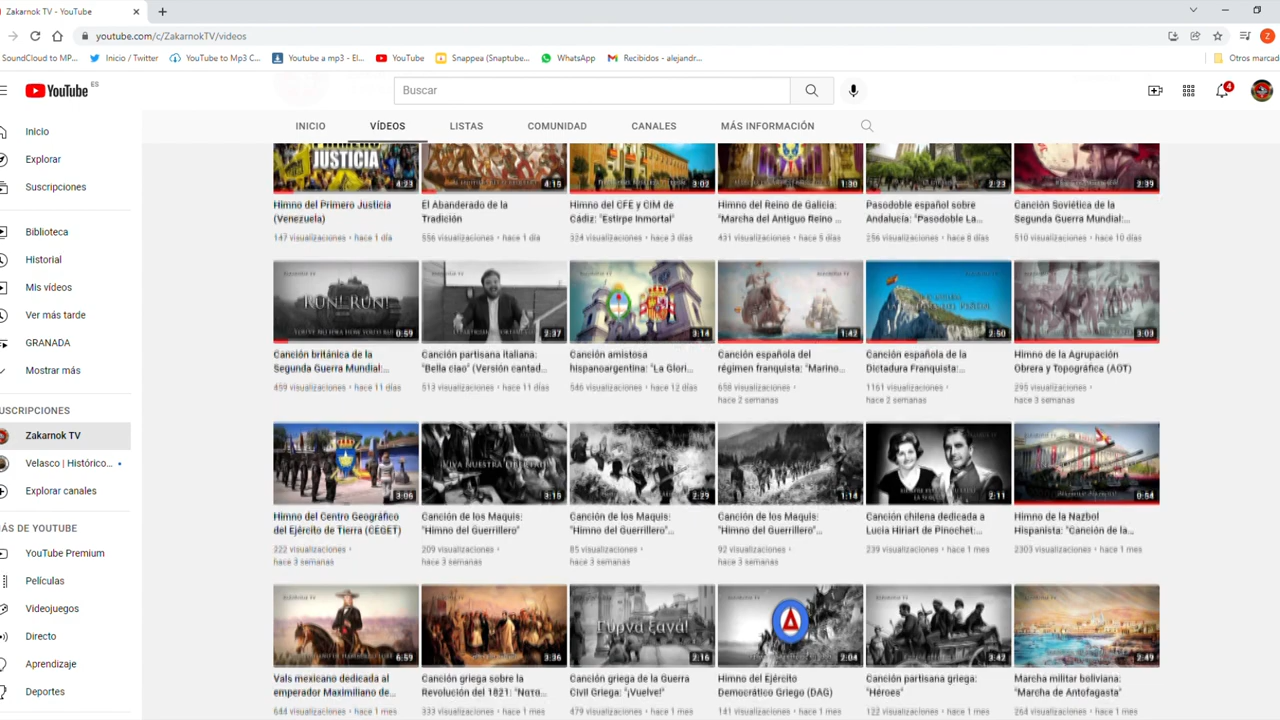 Zakarnok TV - YouTube
youtube.com/c/ZakarnokTV/videos
SoundCloud to MP...
Inicio / Twitter
YouTube to Mp3 C...
Youtube a mp3 - El...
YouTube
Snappea (Snaptube...
WhatsApp
Recibidos - alejandr...
Otros marcad
YouTube ES
Buscar
4
Z
INICIO
VÍDEOS
LISTAS
COMUNIDAD
CANALES
MÁS INFORMACIÓN
Inicio
Explorar
Suscripciones
Biblioteca
Historial
Mis vídeos
Ver más tarde
GRANADA
Mostrar más
USCRIPCIONES
Zakarnok TV
Velasco | Histórico...
Explorar canales
ÁS DE YOUTUBE
YouTube Premium
Películas
Videojuegos
Directo
Aprendizaje
Deportes
JUSTICIA
4:23
Himno del Primero Justicia
(Venezuela)
147 visualizaciones • hace 1 día
4:15
El Abanderado de la
Tradición
556 visualizaciones • hace 1 día
3:02
Himno del CFE y CIM de
Cádiz: "Estirpe Inmortal"
324 visualizaciones • hace 3 días
1:30
Himno del Reino de Galicia:
"Marcha del Antiguo Reino ...
431 visualizaciones • hace 5 días
2:23
Pasodoble español sobre
Andalucía: "Pasodoble La...
256 visualizaciones • hace 8 días
2:39
Canción Soviética de la
Segunda Guerra Mundial:...
510 visualizaciones • hace 10 días
RUN! RUN!
0:59
Canción británica de la
Segunda Guerra Mundial:...
459 visualizaciones • hace 11 días
2:37
Canción partisana italiana:
"Bella ciao" (Versión cantad...
513 visualizaciones • hace 11 días
3:14
Canción amistosa
hispanoargentina: "La Glori...
546 visualizaciones • hace 12 días
1:42
Canción española del
régimen franquista: "Marino...
658 visualizaciones •
hace 2 semanas
2:50
Canción española de la
Dictadura Franquista:...
1161 visualizaciones •
hace 2 semanas
3:03
Himno de la Agrupación
Obrera y Topográfica (AOT)
295 visualizaciones •
hace 3 semanas
3:06
Himno del Centro Geográfico
del Ejército de Tierra (CEGET)
222 visualizaciones •
hace 3 semanas
VIVA NUESTRA LIBERTAD!
3:15
Canción de los Maquis:
"Himno del Guerrillero"
209 visualizaciones •
hace 3 semanas
2:29
Canción de los Maquis:
"Himno del Guerrillero"...
85 visualizaciones •
hace 3 semanas
1:14
Canción de los Maquis:
"Himno del Guerrillero"...
92 visualizaciones •
hace 3 semanas
2:11
Canción chilena dedicada a
Lucia Hiriart de Pinochet:...
239 visualizaciones • hace 1 mes
0:54
Himno de la Nazbol
Hispanista: "Canción de la...
2303 visualizaciones • hace 1 mes
6:59
Vals mexicano dedicada al
emperador Maximiliano de...
644 visualizaciones • hace 1 mes
3:36
Canción griega sobre la
Revolución del 1821: "Νατα...
333 visualizaciones • hace 1 mes
Γύρνα ξανά!
2:16
Canción griega de la Guerra
Civil Griega: "¡Vuelve!"
479 visualizaciones • hace 1 mes
2:04
Himno del Ejército
Democrático Griego (DAG)
141 visualizaciones • hace 1 mes
3:42
Canción partisana griega:
"Héroes"
122 visualizaciones • hace 1 mes
2:49
Marcha militar boliviana:
"Marcha de Antofagasta"
264 visualizaciones • hace 1 mes